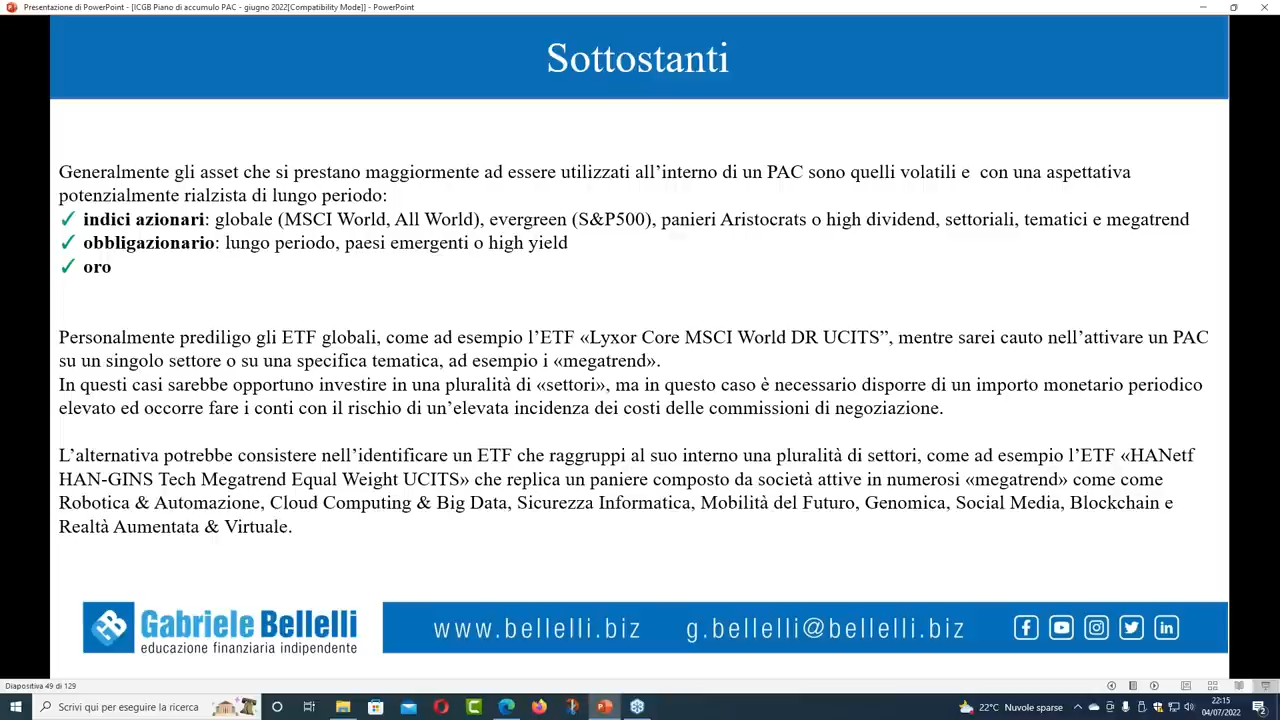 Presentazione di PowerPoint - [ICGB Piano di accumulo PAC - giugno 2022[Compatibility Mode]] - PowerPoint
Sottostanti
Generalmente gli asset che si prestano maggiormente ad essere utilizzati all’interno di un PAC sono quelli volatili e con una aspettativa
potenzialmente rialzista di lungo periodo:
✓ indici azionari: globale (MSCI World, All World), evergreen (S&P500), panieri Aristocrats o high dividend, settoriali, tematici e megatrend
✓ obbligazionario: lungo periodo, paesi emergenti o high yield
✓ oro
Personalmente prediligo gli ETF globali, come ad esempio l’ETF «Lyxor Core MSCI World DR UCITS”, mentre sarei cauto nell’attivare un PAC
su un singolo settore o su una specifica tematica, ad esempio i «megatrend».
In questi casi sarebbe opportuno investire in una pluralità di «settori», ma in questo caso è necessario disporre di un importo monetario periodico
elevato ed occorre fare i conti con il rischio di un’elevata incidenza dei costi delle commissioni di negoziazione.
L’alternativa potrebbe consistere nell’identificare un ETF che raggruppi al suo interno una pluralità di settori, come ad esempio l’ETF «HANetf
HAN-GINS Tech Megatrend Equal Weight UCITS» che replica un paniere composto da società attive in numerosi «megatrend» come come
Robotica & Automazione, Cloud Computing & Big Data, Sicurezza Informatica, Mobilità del Futuro, Genomica, Social Media, Blockchain e
Realtà Aumentata & Virtuale.
Gabriele Bellelli
educazione finanziaria indipendente
www.bellelli.biz g.bellelli@bellelli.biz
Diapositiva 49 di 129
Scrivi qui per eseguire la ricerca
22°C Nuvole sparse
22:15
04/07/2022
2